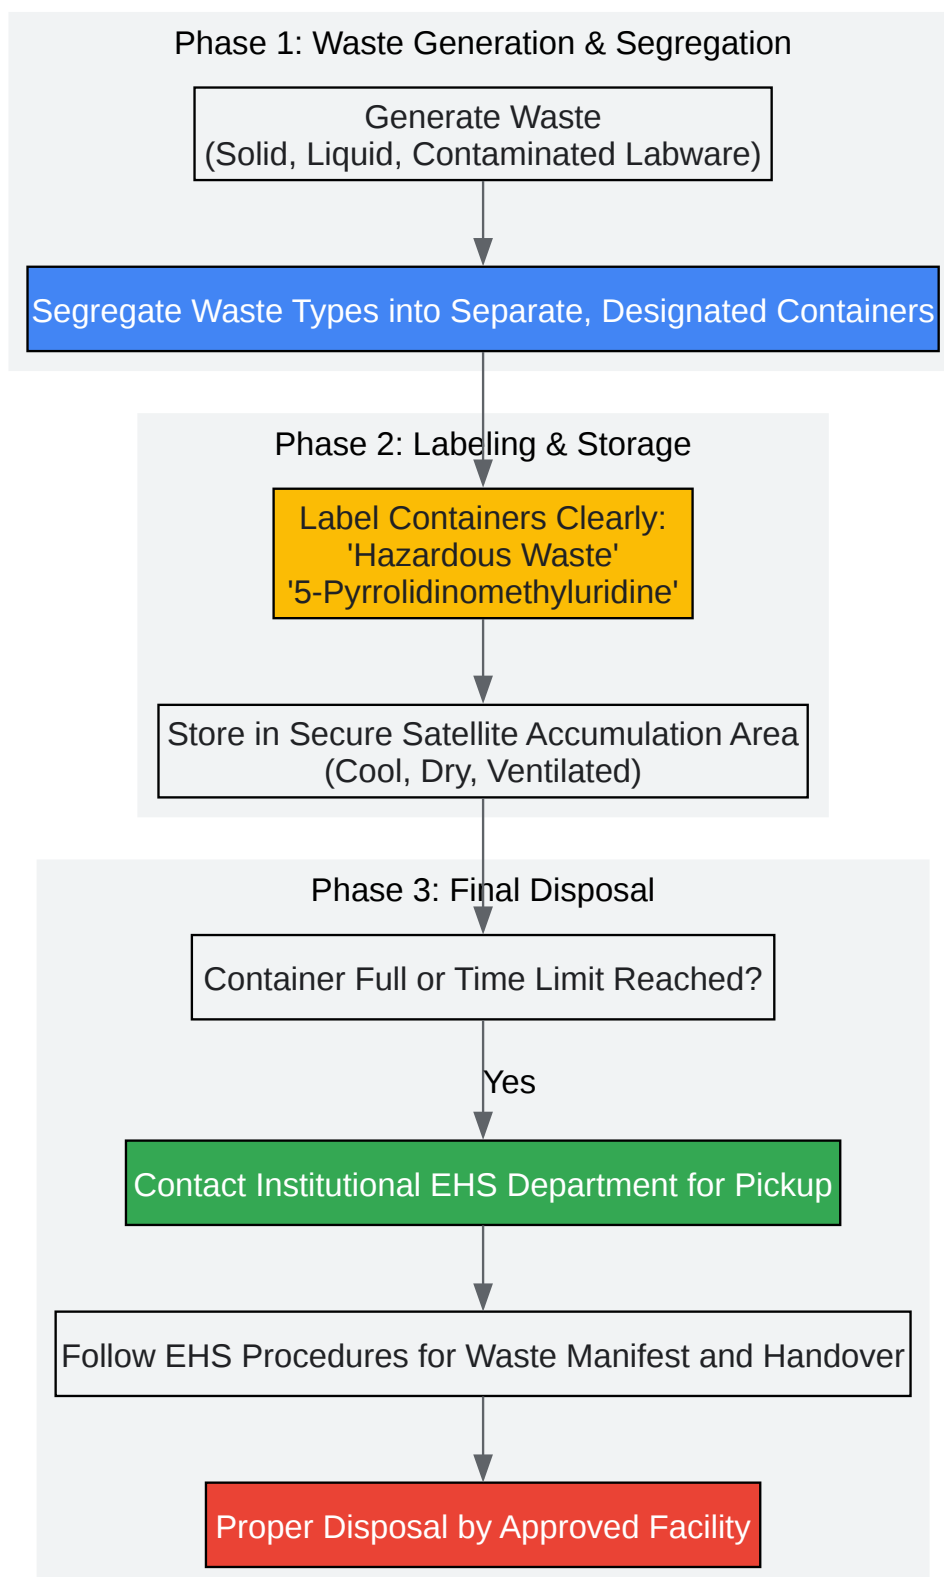 Phase 1: Waste Generation & Segregation
Generate Waste
(Solid, Liquid, Contaminated Labware)
Segregate Waste Types into Separate, Designated Containers
Phase 2: Labeling & Storage
Label Containers Clearly:
'Hazardous Waste'
'5-Pyrrolidinomethyluridine'
Store in Secure Satellite Accumulation Area
(Cool, Dry, Ventilated)
Phase 3: Final Disposal
Container Full or Time Limit Reached?
Yes
Contact Institutional EHS Department for Pickup
Follow EHS Procedures for Waste Manifest and Handover
Proper Disposal by Approved Facility